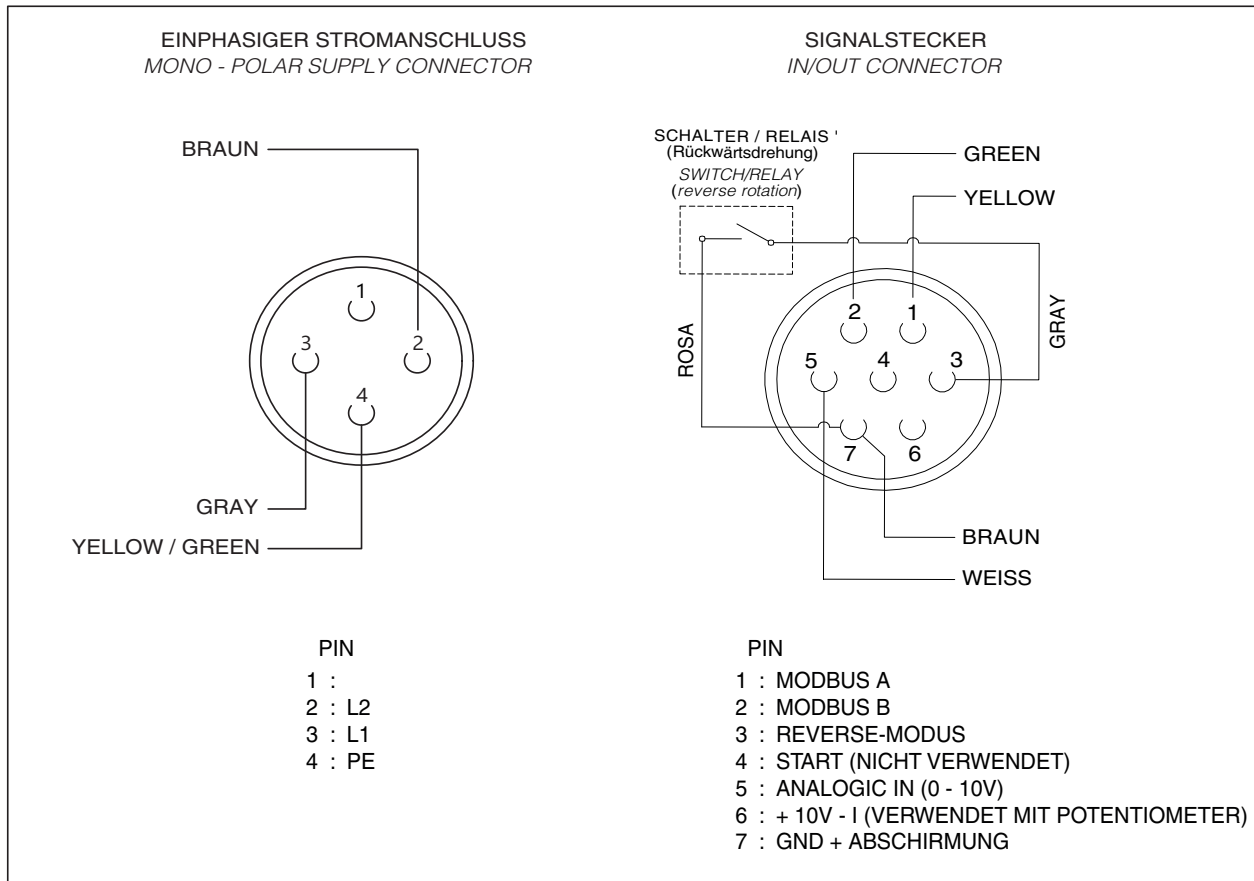 EINPHASIGER STROMANSCHLUSS
MONO - POLAR SUPPLY CONNECTOR
BRAUN
1
3
2
4
GRAY
YELLOW / GREEN
PIN
1 :
2 : L2
3 : L1
4 : PE
SIGNALSTECKER
IN/OUT CONNECTOR
SCHALTER / RELAIS '
(Rückwärtsdrehung)
SWITCH/RELAY
(reverse rotation)
GREEN
YELLOW
ROSA
GRAY
2
1
5
4
3
7
6
BRAUN
WEISS
PIN
1 : MODBUS A
2 : MODBUS B
3 : REVERSE-MODUS
4 : START (NICHT VERWENDET)
5 : ANALOGIC IN (0 - 10V)
6 : + 10V - I (VERWENDET MIT POTENTIOMETER)
7 : GND + ABSCHIRMUNG